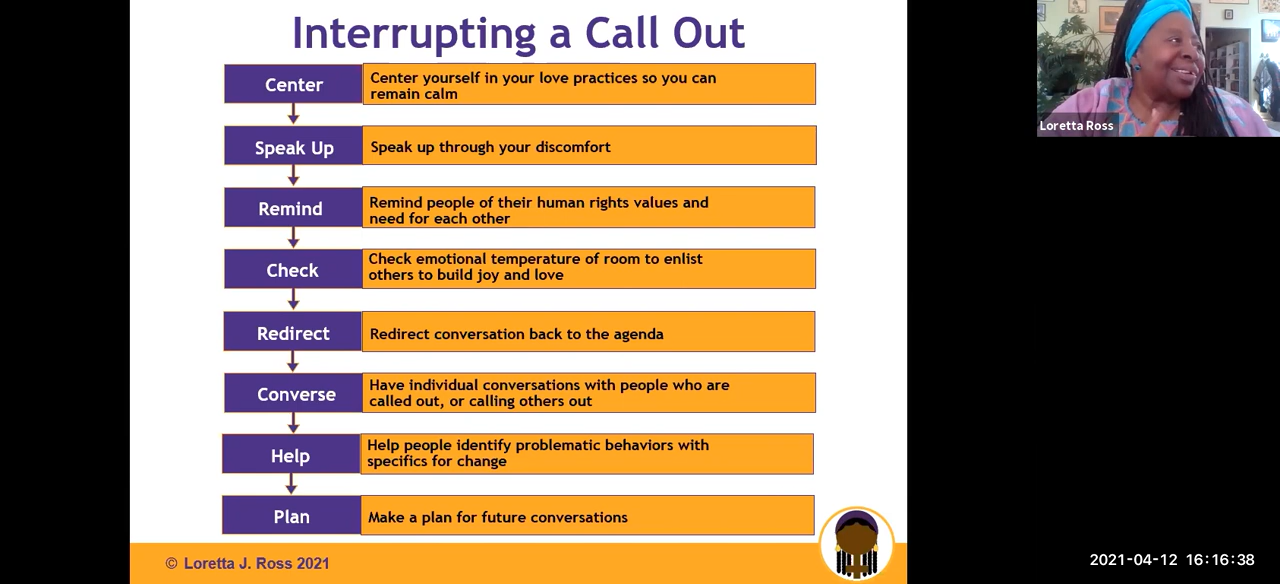 Interrupting a Call Out
Center
Center yourself in your love practices so you can
remain calm
Speak Up
Speak up through your discomfort
Remind
Remind people of their human rights values and
need for each other
Check
Check emotional temperature of room to enlist
others to build joy and love
Redirect
Redirect conversation back to the agenda
Converse
Have individual conversations with people who are
called out, or calling others out
Help
Help people identify problematic behaviors with
specifics for change
Plan
Make a plan for future conversations
© Loretta J. Ross 2021
Loretta Ross
2021-04-12 16:16:38